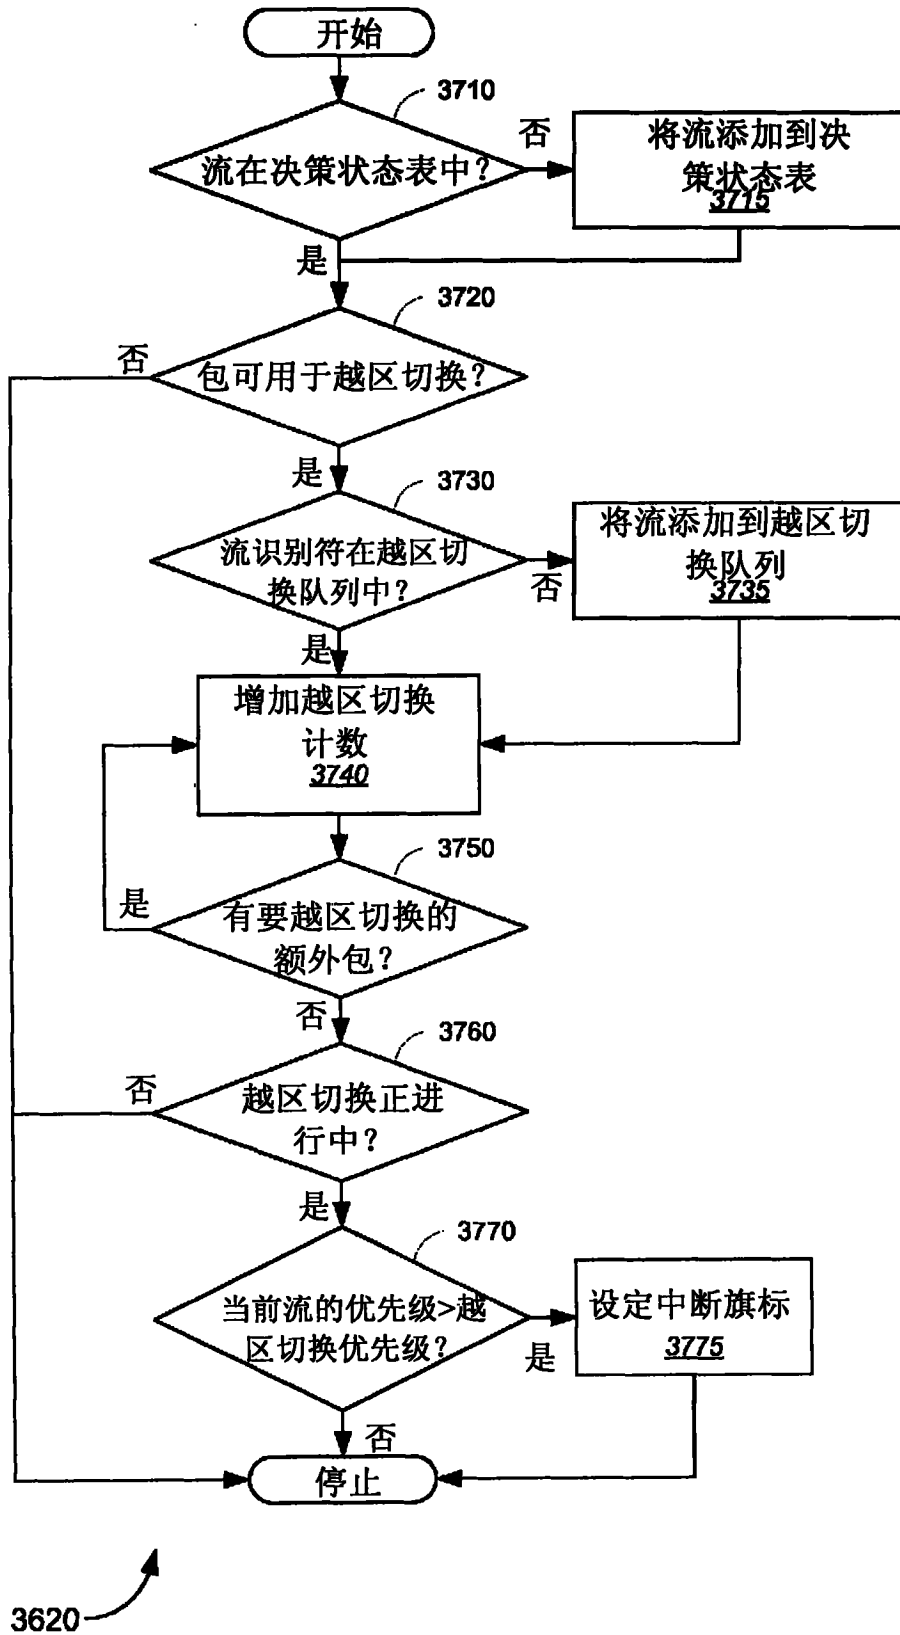 开始
3710
流在决策状态表中?
否
将流添加到决
策状态表
3715
是
3720
否
包可用于越区切换?
是
3730
流识别符在越区切
换队列中?
否
将流添加到越区切
换队列
3735
是
增加越区切换
计数
3740
3750
是
有要越区切换的
额外包?
否
3760
否
越区切换正进
行中?
是
3770
当前流的优先级>越
区切换优先级?
是
设定中断旗标
3775
否
停止
3620